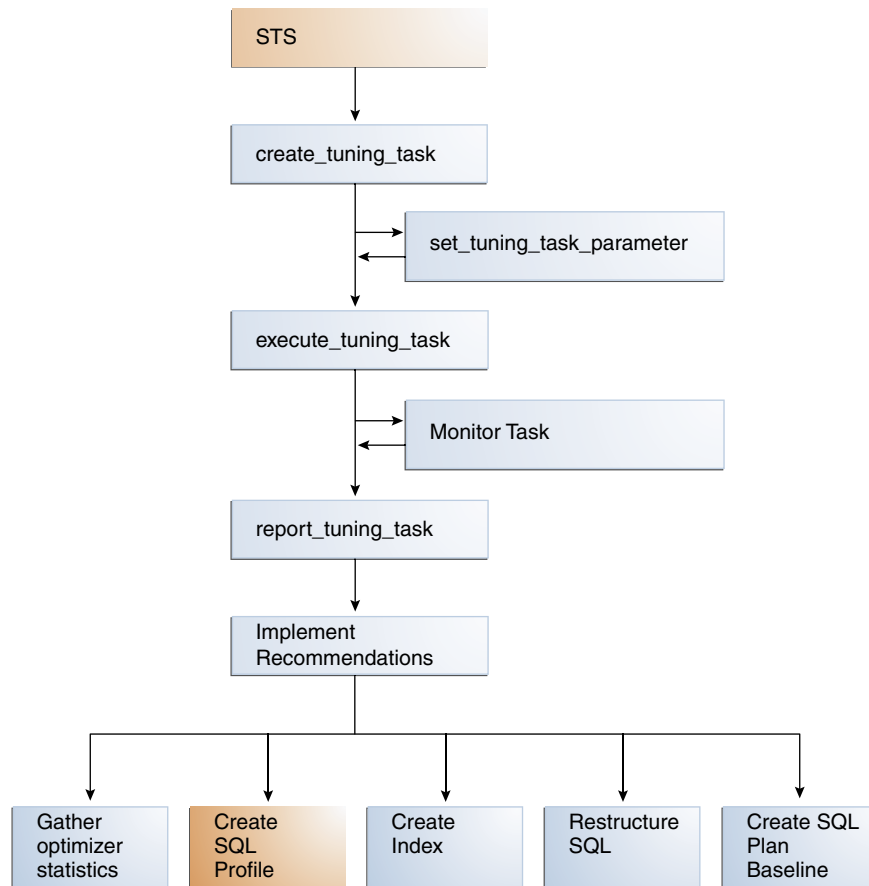 STS
create_tuning_task
set_tuning_task_parameter
execute_tuning_task
Monitor Task
report_tuning_task
Implement
Recommendations
Gather
optimizer
statistics
Create
SQL
Profile
Create
Index
Restructure
SQL
Create SQL
Plan
Baseline